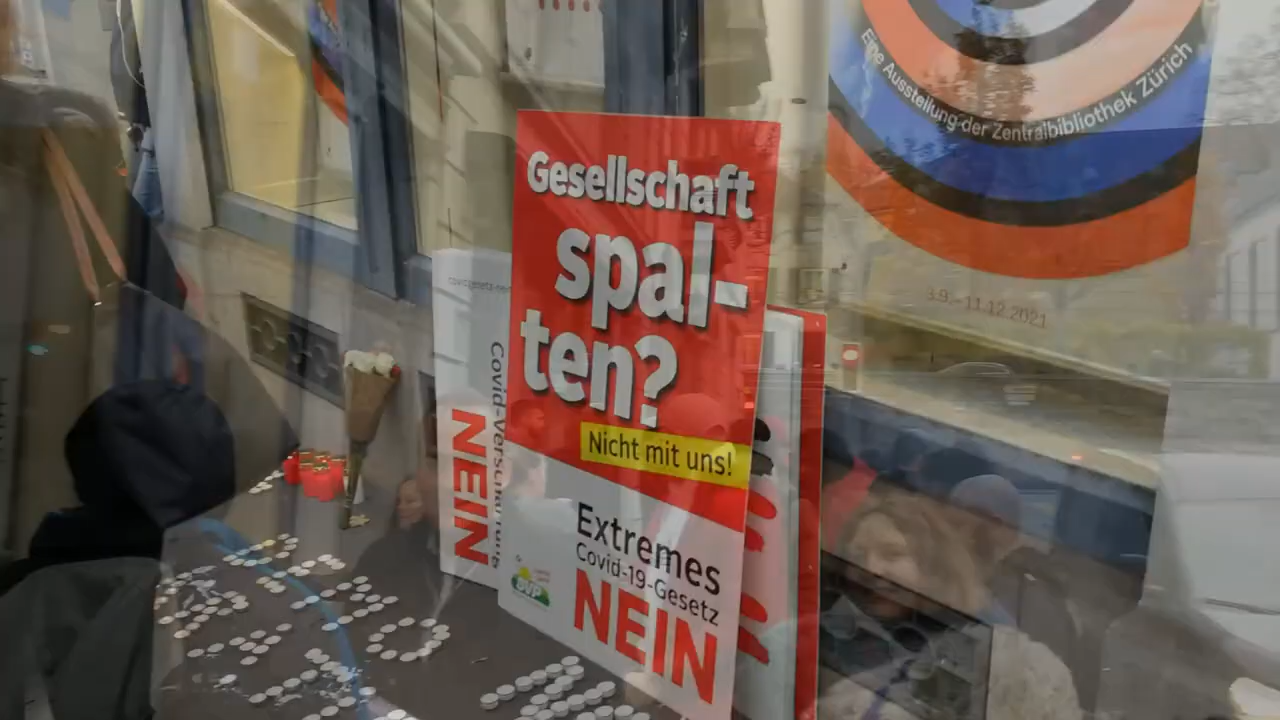 Eine Ausstellung der Zentralbibliothek Zürich
3.9.–11.12.2021
Gesellschaft
spal-
ten?
Nicht mit uns!
Extremes
Covid-19-Gesetz
NEIN
Covid-Verschärfung
NEIN